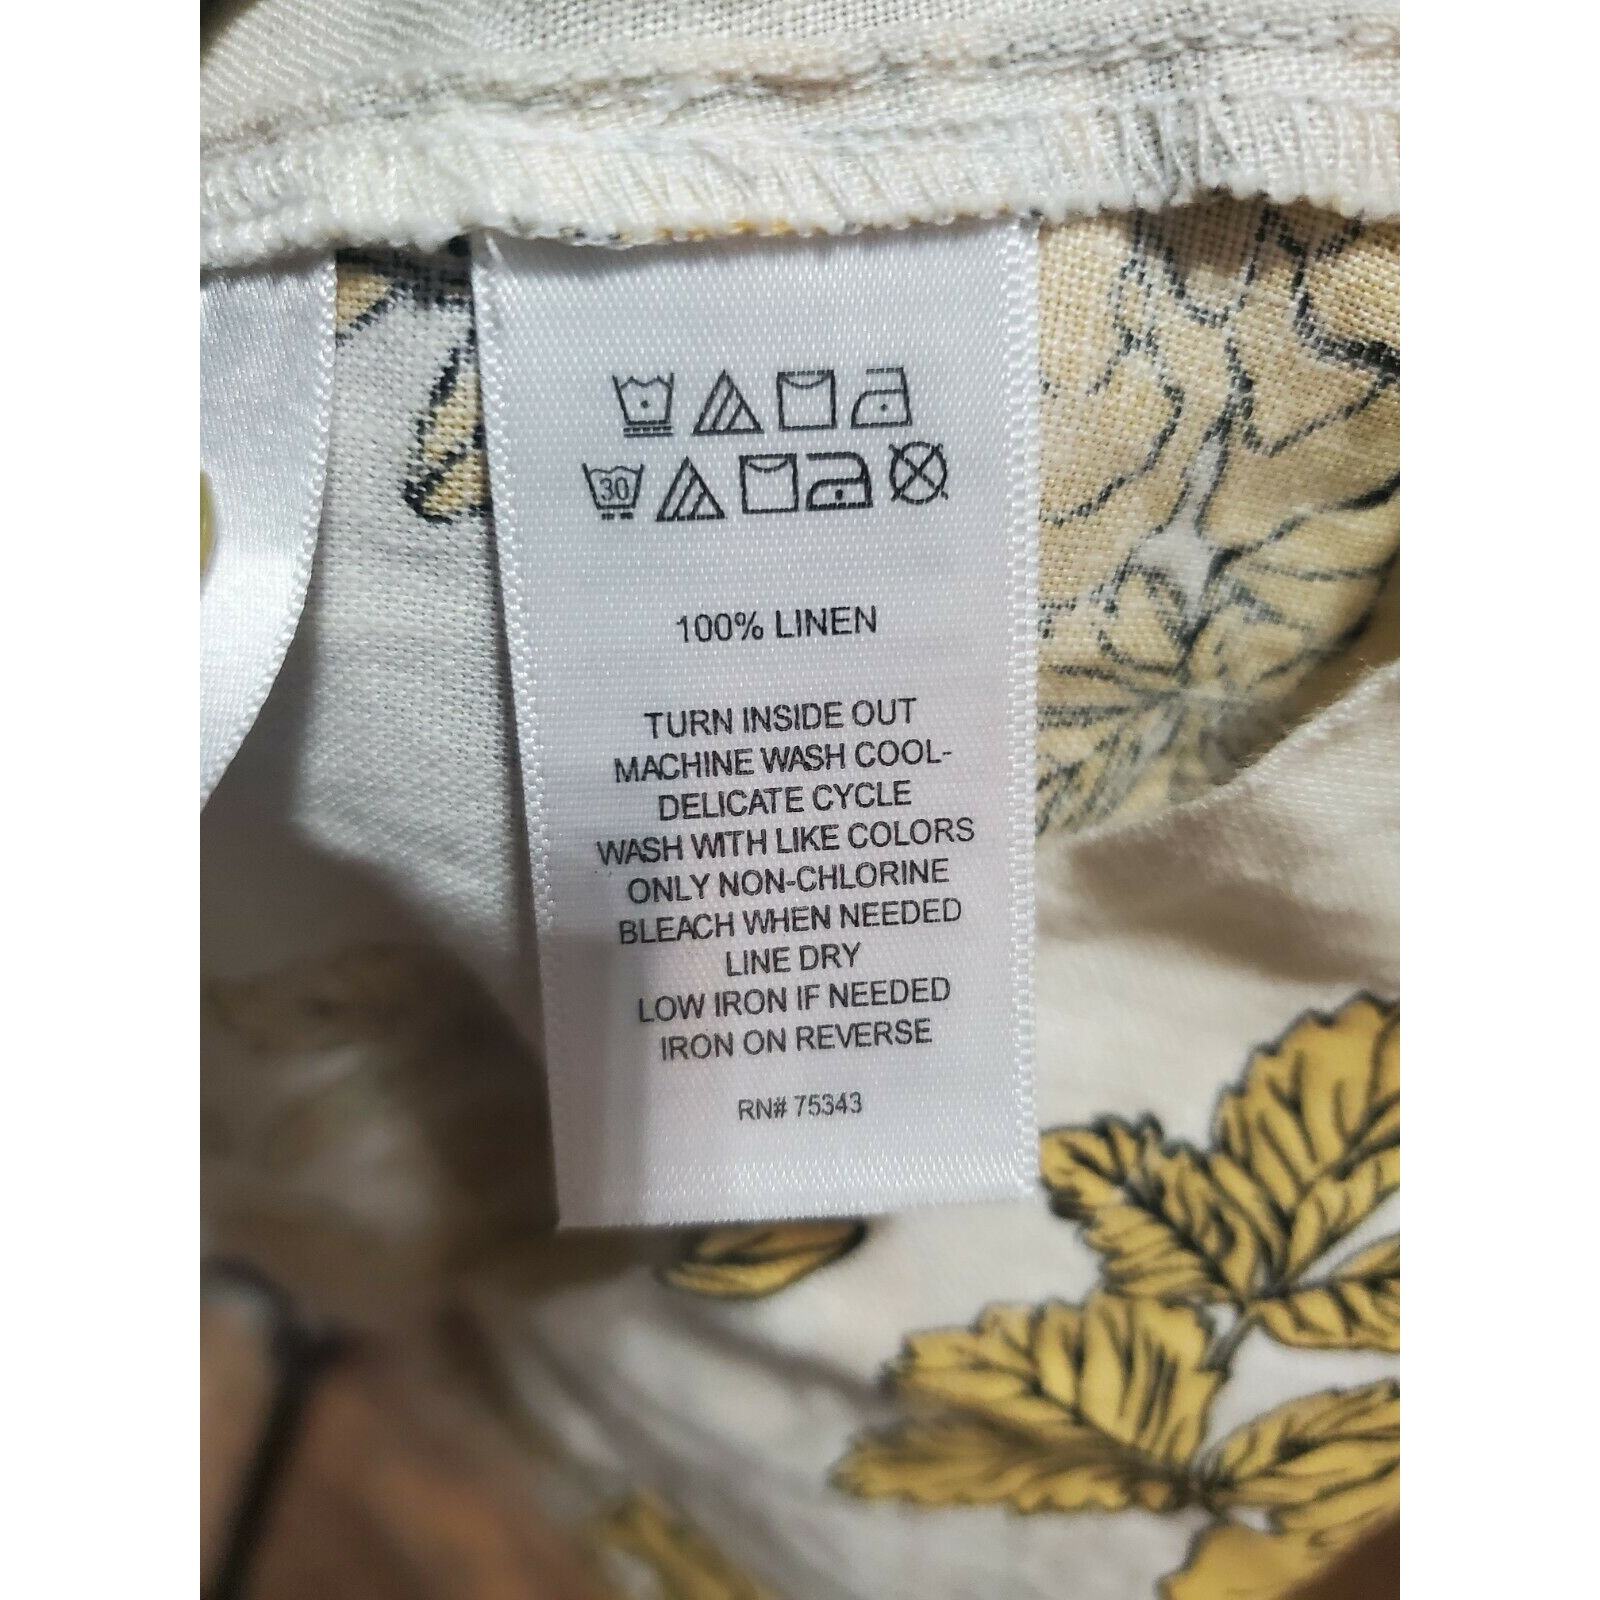 30
100% LINEN
TURN INSIDE OUT
MACHINE WASH COOL-
DELICATE CYCLE
WASH WITH LIKE COLORS
ONLY NON-CHLORINE
BLEACH WHEN NEEDED
LINE DRY
LOW IRON IF NEEDED
IRON ON REVERSE
RN# 75343